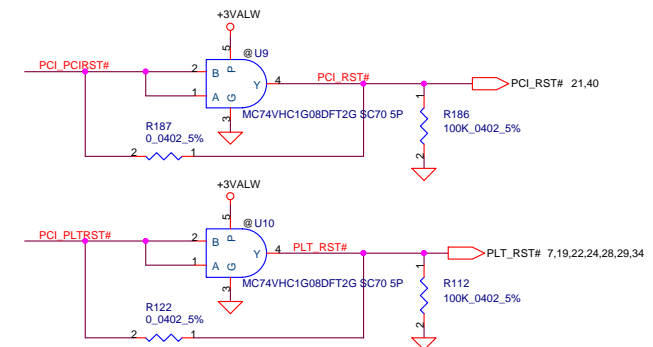 +3VALW
@U9
PCI_PCIRST#
5
P
2
B
Y
4
PCI_RST#
PCI_RST# 21,40
1
A
G
3
MC74VHC1G08DFT2G SC70 5P
1
R186
100K_0402_5%
2
R187
0_0402_5%
2
1
+3VALW
@U10
PCI_PLTRST#
5
P
2
B
Y
4
PLT_RST#
PLT_RST# 7,19,22,24,28,29,34
1
A
G
3
MC74VHC1G08DFT2G SC70 5P
1
R112
100K_0402_5%
2
R122
0_0402_5%
2
1